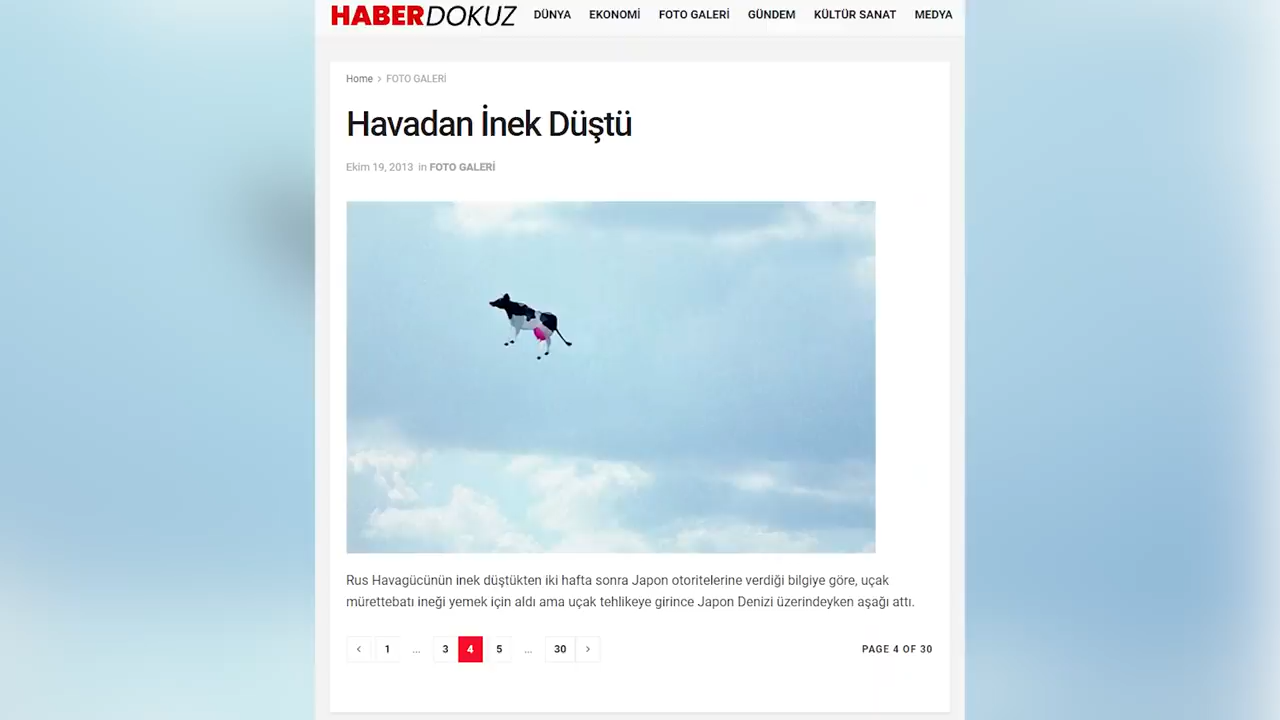 HABERDOKUZ DÜNYA EKONOMİ FOTO GALERİ GÜNDEM KÜLTÜR SANAT MEDYA
Home > FOTO GALERİ
Havadan İnek Düştü
Ekim 19, 2013 in FOTO GALERİ
Rus Havagücünün inek düştükten iki hafta sonra Japon otoritelerine verdiği bilgiye göre, uçak
mürettebatı ineği yemek için aldı ama uçak tehlikeye girince Japon Denizi üzerindeyken aşağı attı.
‹ 1 ... 3 4 5 ... 30 › PAGE 4 OF 30